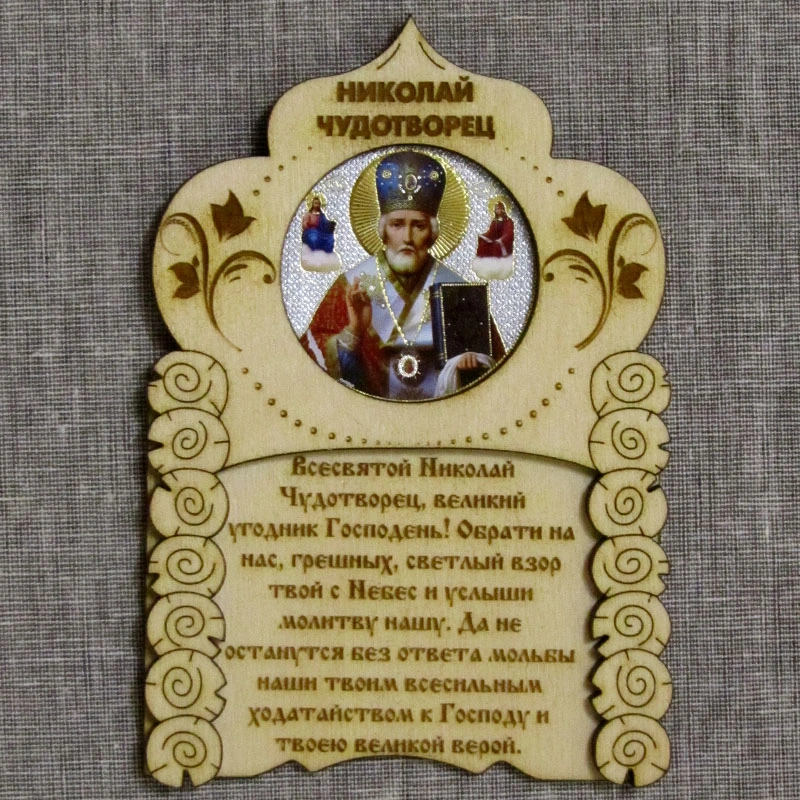 НИКОЛАЙ
ЧУДОТВОРЕЦ
Всесвятой Николай
Чудотворец, великий
угодник Господень! Обрати на
нас, грешных, светлый взор
твой с Небес и услыши
молитву нашу. Да не
останутся без ответа мольбы
наши твоим всесильным
ходатайством к Господу и
твоею великой верой.